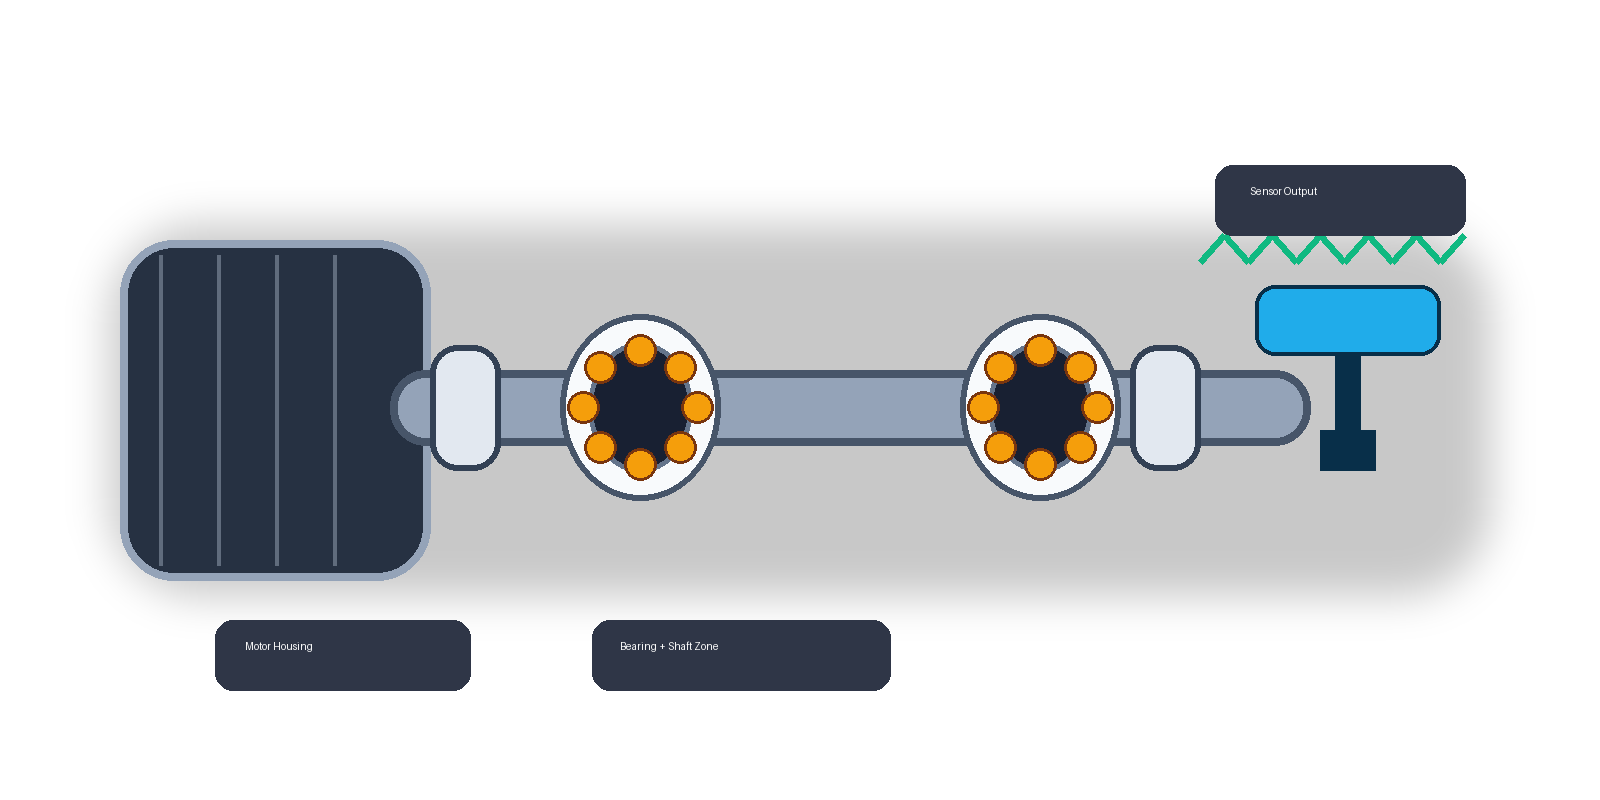 Sensor Output
Motor Housing
Bearing + Shaft Zone